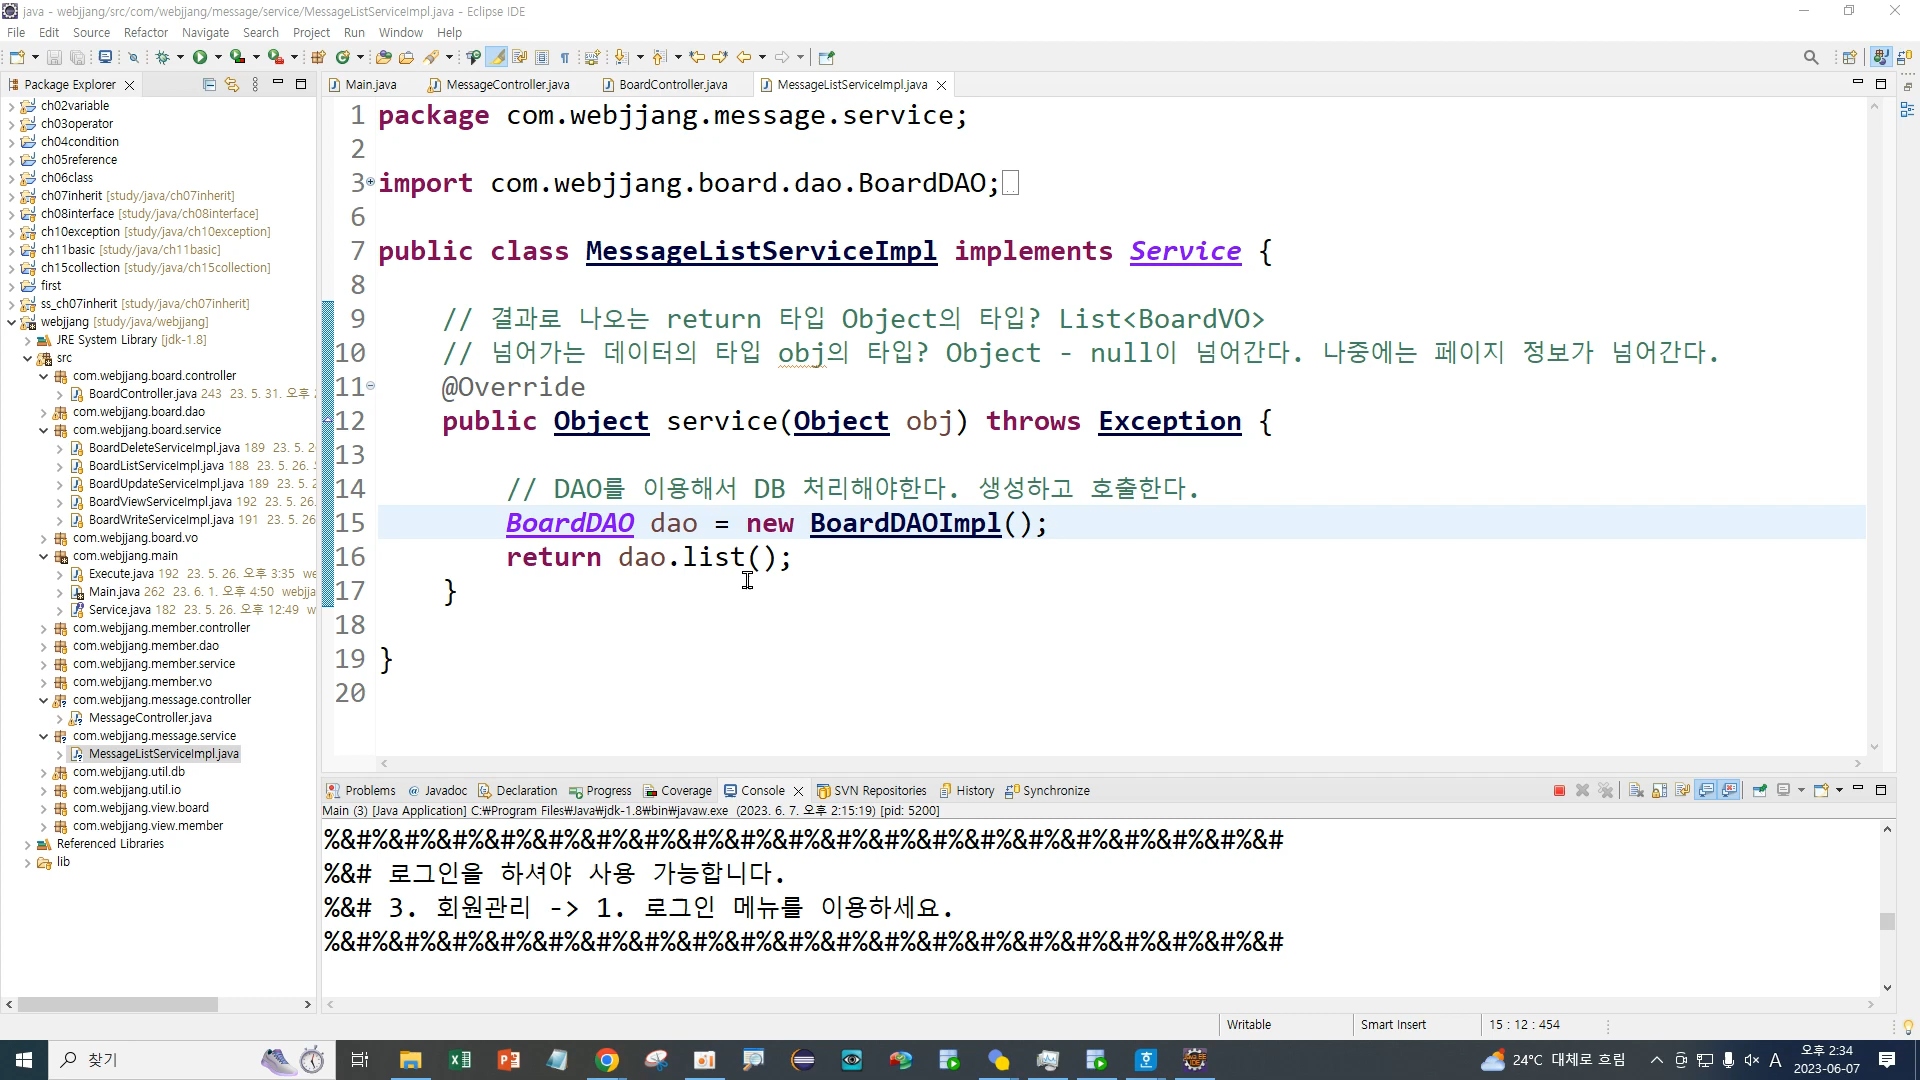 java - webjjang/src/com/webjjang/message/service/MessageListServiceImpl.java - Eclipse IDE
File Edit Source Refactor Navigate Search Project Run Window Help
Package Explorer
ch02variable
ch03operator
ch04condition
ch05reference
ch06class
ch07inherit [study/java/ch07inherit]
ch08interface [study/java/ch08interface]
ch10exception [study/java/ch10exception]
ch11basic [study/java/ch11basic]
ch15collection [study/java/ch15collection]
first
ss_ch07inherit [study/java/ch07inherit]
webjjang [study/java/webjjang]
JRE System Library [jdk-1.8]
src
com.webjjang.board.controller
BoardController.java 243 23. 5. 31. 오후
com.webjjang.board.dao
com.webjjang.board.service
BoardDeleteServiceImpl.java 189 23. 5. 2
BoardListServiceImpl.java 188 23. 5. 26.
BoardUpdateServiceImpl.java 189 23. 5. 2
BoardViewServiceImpl.java 192 23. 5. 26.
BoardWriteServiceImpl.java 191 23. 5. 26
com.webjjang.board.vo
com.webjjang.main
Execute.java 192 23. 5. 26. 오후 3:35 we
Main.java 262 23. 6. 1. 오후 4:50 webjja
Service.java 182 23. 5. 26. 오후 12:49 w
com.webjjang.member.controller
com.webjjang.member.dao
com.webjjang.member.service
com.webjjang.member.vo
com.webjjang.message.controller
MessageController.java
com.webjjang.message.service
MessageListServiceImpl.java
com.webjjang.util.db
com.webjjang.util.io
com.webjjang.view.board
com.webjjang.view.member
Referenced Libraries
lib
Main.java MessageController.java BoardController.java MessageListServiceImpl.java
1 package com.webjjang.message.service;
2
3 import com.webjjang.board.dao.BoardDAO;
6
7 public class MessageListServiceImpl implements Service {
8
9 // 결과로 나오는 return 타입 Object의 타입? List<BoardVO>
10 // 넘어가는 데이터의 타입 obj의 타입? Object - null이 넘어간다. 나중에는 페이지 정보가 넘어간다.
11 @Override
12 public Object service(Object obj) throws Exception {
13
14 // DAO를 이용해서 DB 처리해야한다. 생성하고 호출한다.
15 BoardDAO dao = new BoardDAOImpl();
16 return dao.list();
17 }
18
19 }
20
Problems Javadoc Declaration Progress Coverage Console SVN Repositories History Synchronize
Main (3) [Java Application] C:₩Program Files₩Java₩jdk-1.8₩bin₩javaw.exe (2023. 6. 7. 오후 2:15:19) [pid: 5200]
%&#%&#%&#%&#%&#%&#%&#%&#%&#%&#%&#%&#%&#%&#%&#%&#%&#%&#%&#%&#
%&# 로그인을 하셔야 사용 가능합니다.
%&# 3. 회원관리 -> 1. 로그인 메뉴를 이용하세요.
%&#%&#%&#%&#%&#%&#%&#%&#%&#%&#%&#%&#%&#%&#%&#%&#%&#%&#%&#%&#
Writable Smart Insert 15 : 12 : 454
찾기
24°C 대체로 흐림
A
오후 2:34
2023-06-07